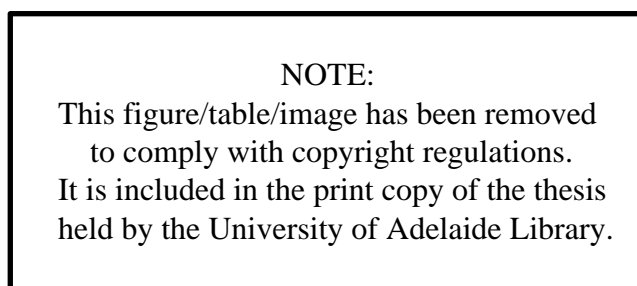 NOTE:
This figure/table/image has been removed
to comply with copyright regulations.
It is included in the print copy of the thesis
held by the University of Adelaide Library.